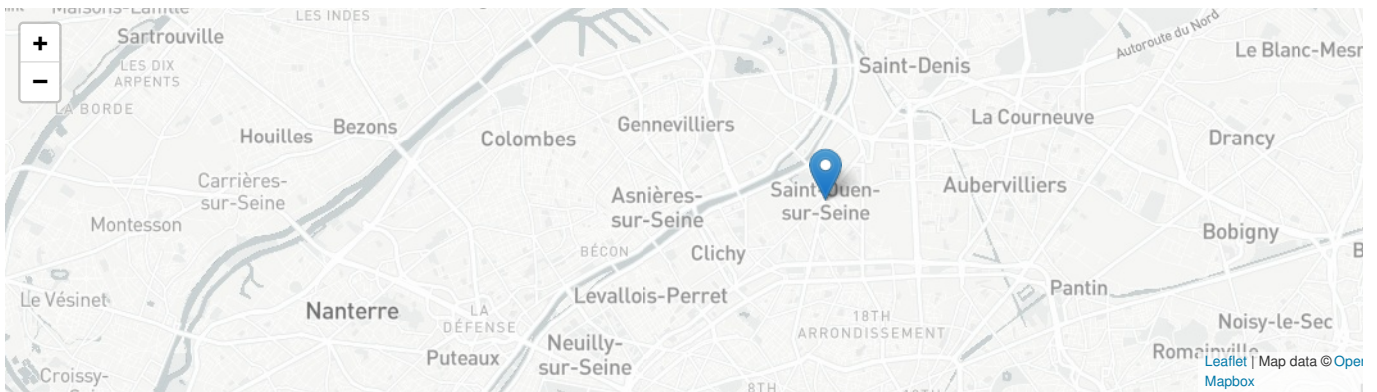 Maisons-Laffitte
LES INDES
Autoroute du Nord
Sartrouville
Le Blanc-Mesr
+
−
LES DIX
ARPENTS
Saint-Denis
LA BORDE
La Courneuve
Houilles
Bezons
Colombes
Gennevilliers
Drancy
Carrières-
sur-Seine
Asnières-
sur-Seine
Saint-Ouen-
sur-Seine
Aubervilliers
Montesson
Bobigny
BÉCON
Clichy
B
Le Vésinet
Nanterre
LA
DÉFENSE
Levallois-Perret
Pantin
18TH
ARRONDISSEMENT
Noisy-le-Sec
Puteaux
Neuilly-
sur-Seine
Romainville
Croissy-
8TH
Leaflet | Map data © Oper
Mapbox